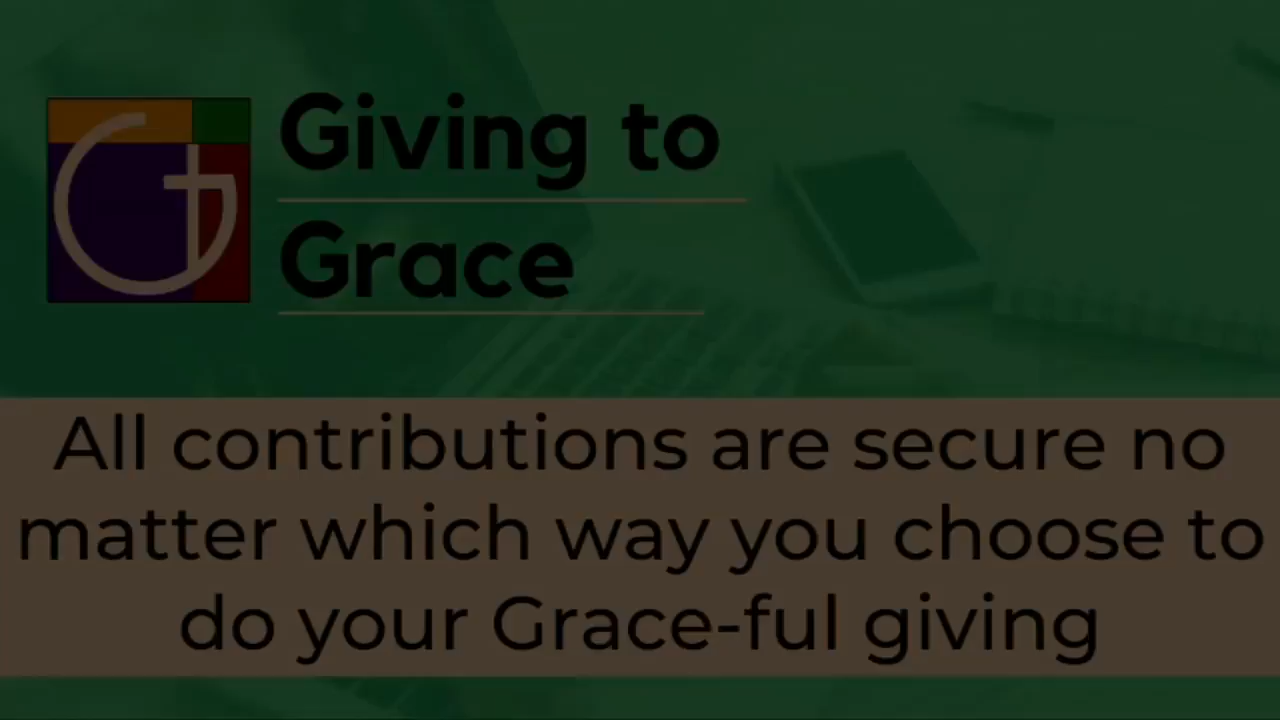 Giving to
Grace
All contributions are secure no
matter which way you choose to
do your Grace-ful giving